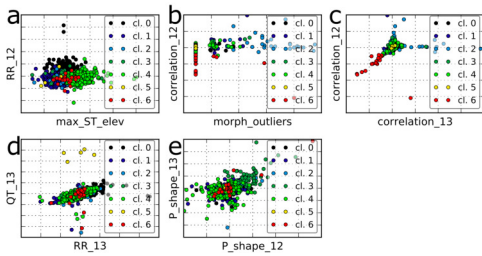 a
RR_12
max_ST_elev
cl. 0
cl. 1
cl. 2
cl. 3
cl. 4
cl. 5
cl. 6
b
correlation_12
morph_outliers
cl. 0
cl. 1
cl. 2
cl. 3
cl. 4
cl. 5
cl. 6
c
correlation_12
correlation_13
cl. 0
cl. 1
cl. 2
cl. 3
cl. 4
cl. 5
cl. 6
d
QT_13
RR_13
cl. 0
cl. 1
cl. 2
cl. 3
cl. 4
cl. 5
cl. 6
e
P_shape_13
P_shape_12
cl. 0
cl. 1
cl. 2
cl. 3
cl. 4
cl. 5
cl. 6